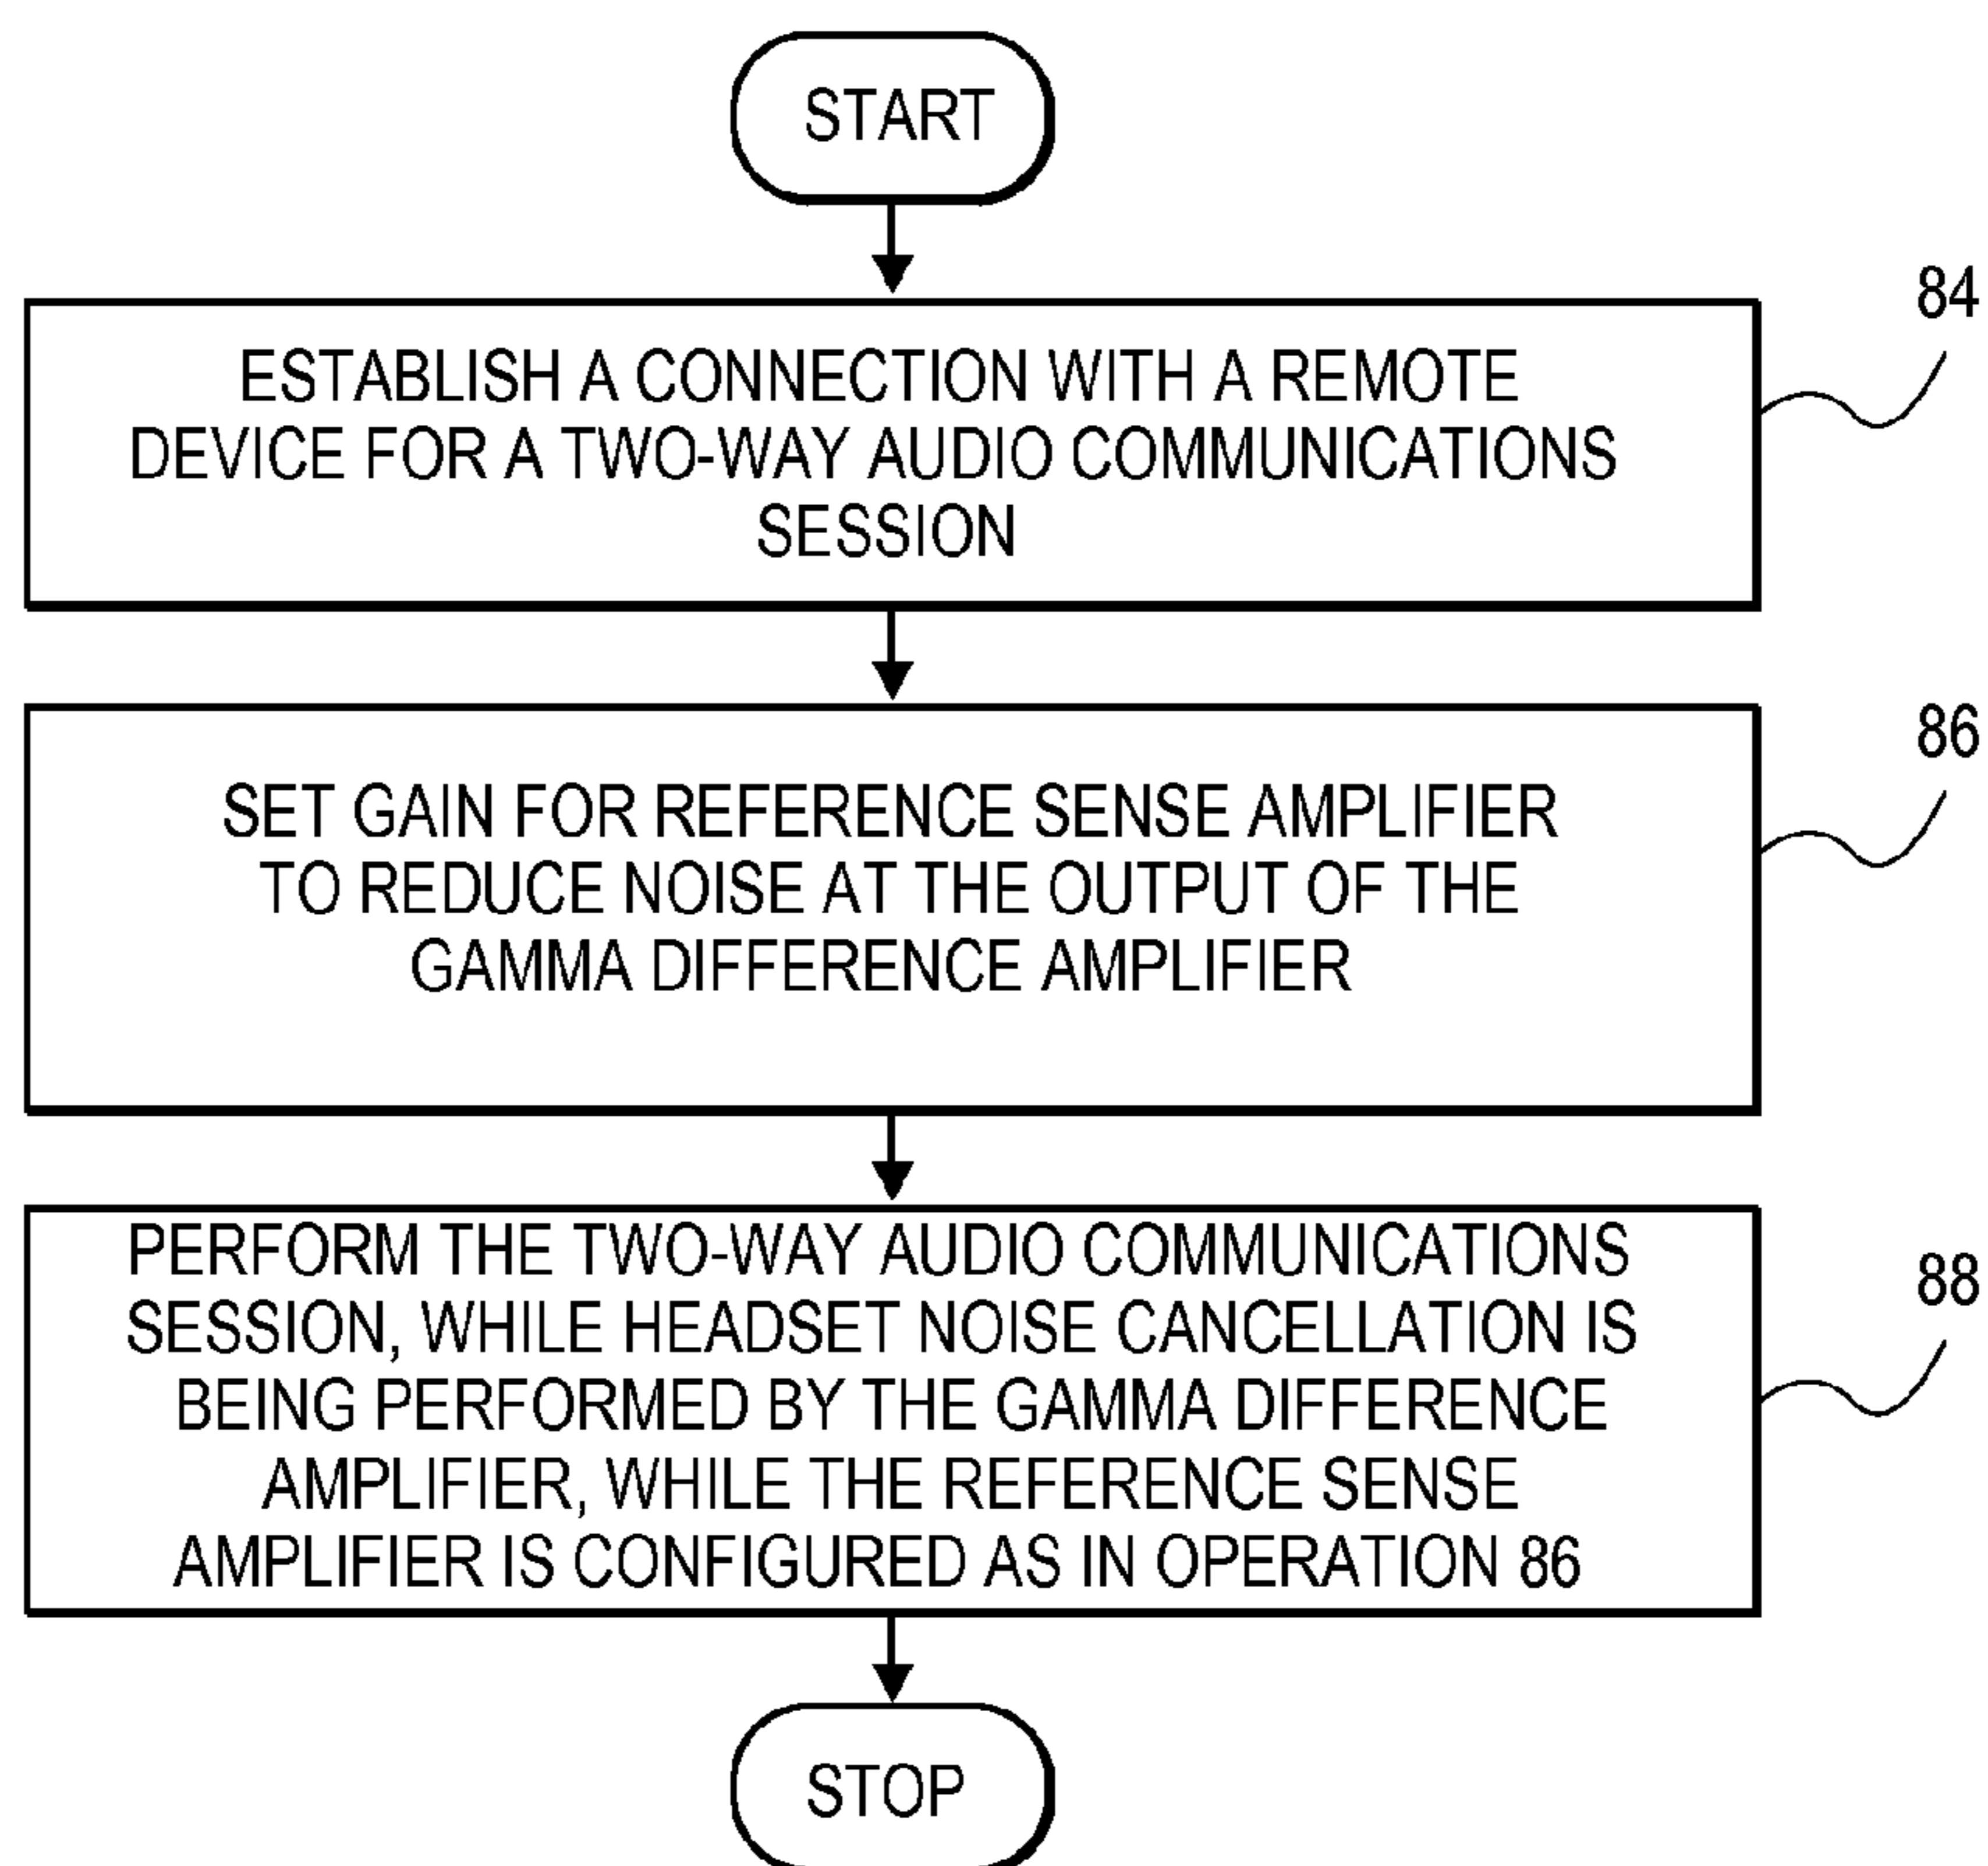 START
84
ESTABLISH A CONNECTION WITH A REMOTE
DEVICE FOR A TWO-WAY AUDIO COMMUNICATIONS
SESSION
86
SET GAIN FOR REFERENCE SENSE AMPLIFIER
TO REDUCE NOISE AT THE OUTPUT OF THE
GAMMA DIFFERENCE AMPLIFIER
88
PERFORM THE TWO-WAY AUDIO COMMUNICATIONS
SESSION, WHILE HEADSET NOISE CANCELLATION IS
BEING PERFORMED BY THE GAMMA DIFFERENCE
AMPLIFIER, WHILE THE REFERENCE SENSE
AMPLIFIER IS CONFIGURED AS IN OPERATION 86
STOP